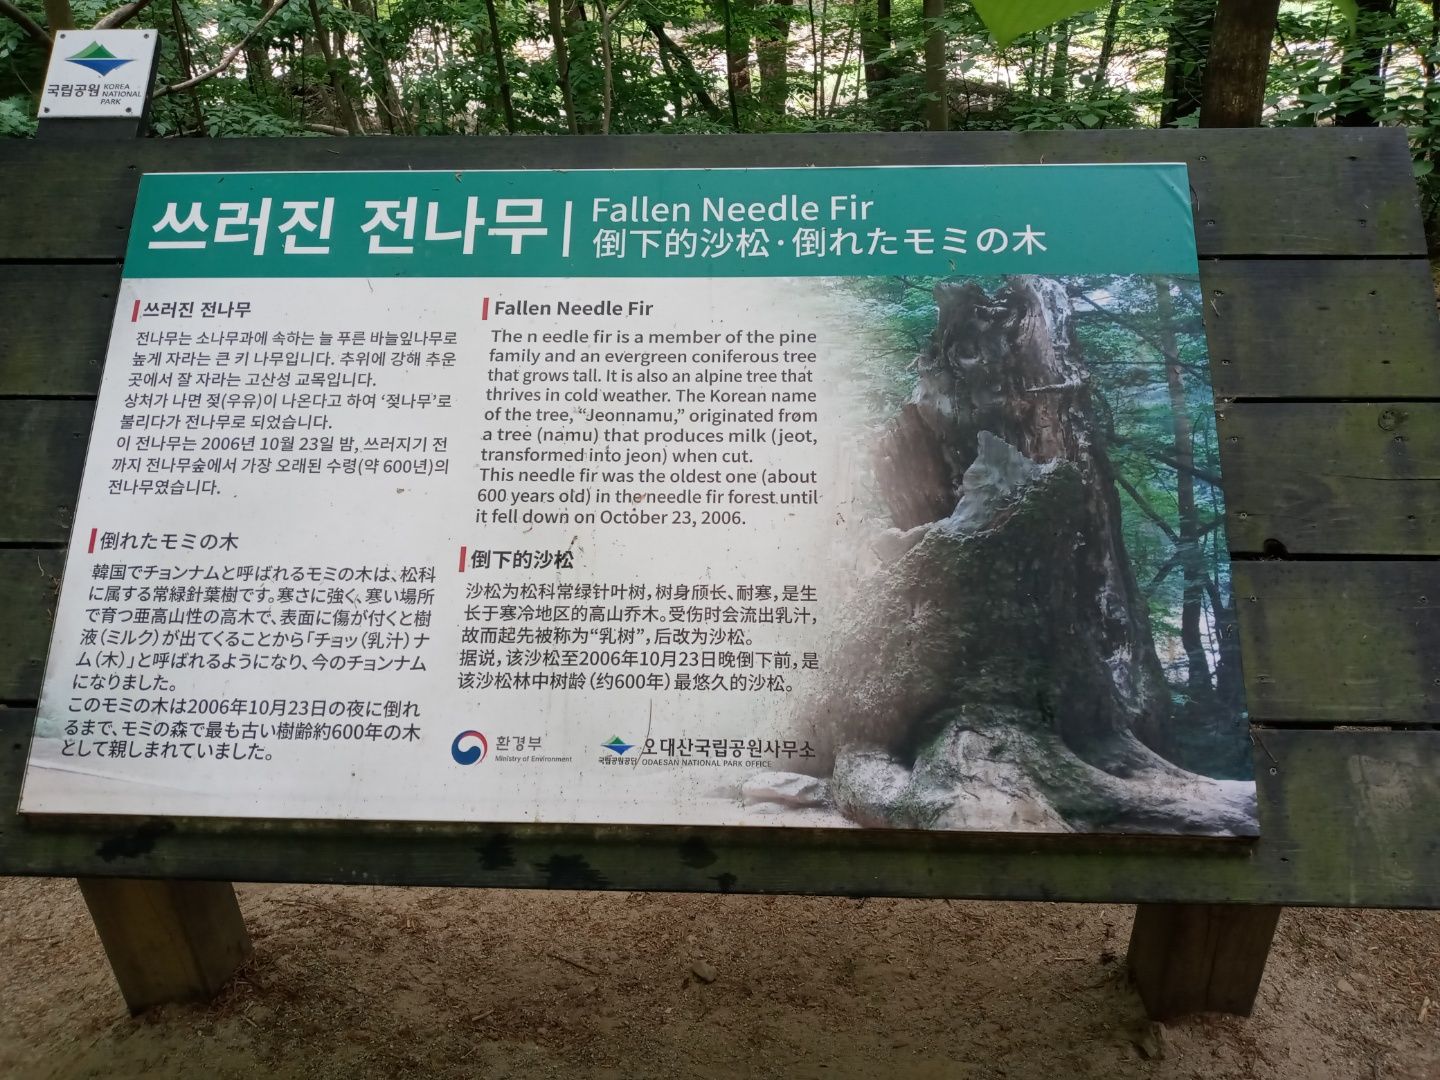 국립공원 KOREA NATIONAL PARK
쓰러진 전나무
Fallen Needle Fir
倒下的沙松·倒れたモミの木
쓰러진 전나무
전나무는 소나무과에 속하는 늘 푸른 바늘잎나무로
높게 자라는 큰 키 나무입니다. 추위에 강해 추운
곳에서 잘 자라는 고산성 교목입니다.
상처가 나면 젖(우유)이 나온다고 하여 ‘젖나무’로
불리다가 전나무로 되었습니다.
이 전나무는 2006년 10월 23일 밤, 쓰러지기 전
까지 전나무숲에서 가장 오래된 수령(약 600년)의
전나무였습니다.
Fallen Needle Fir
The n eedle fir is a member of the pine
family and an evergreen coniferous tree
that grows tall. It is also an alpine tree that
thrives in cold weather. The Korean name
of the tree, “Jeonnamu,” originated from
a tree (namu) that produces milk (jeot,
transformed into jeon) when cut.
This needle fir was the oldest one (about
600 years old) in the needle fir forest until
it fell down on October 23, 2006.
倒れたモミの木
韓国でチョンナムと呼ばれるモミの木は、松科
に属する常緑針葉樹です。寒さに強く、寒い場所
で育つ亜高山性の高木で、表面に傷が付くと樹
液(ミルク)が出てくることから「チョッ(乳汁)ナ
ム(木)」と呼ばれるようになり、今のチョンナム
になりました。
このモミの木は2006年10月23日の夜に倒れ
るまで、モミの森で最も古い樹齢約600年の木
として親しまれていました。
倒下的沙松
沙松为松科常绿针叶树，树身颀长、耐寒，是生
长于寒冷地区的高山乔木。受伤时会流出乳汁，
故而起先被称为“乳树”，后改为沙松。
据说，该沙松至2006年10月23日晚倒下前，是
该沙松林中树龄(约600年)最悠久的沙松。
환경부
Ministry of Environment
국립공원공단
오대산국립공원사무소
ODAESAN NATIONAL PARK OFFICE